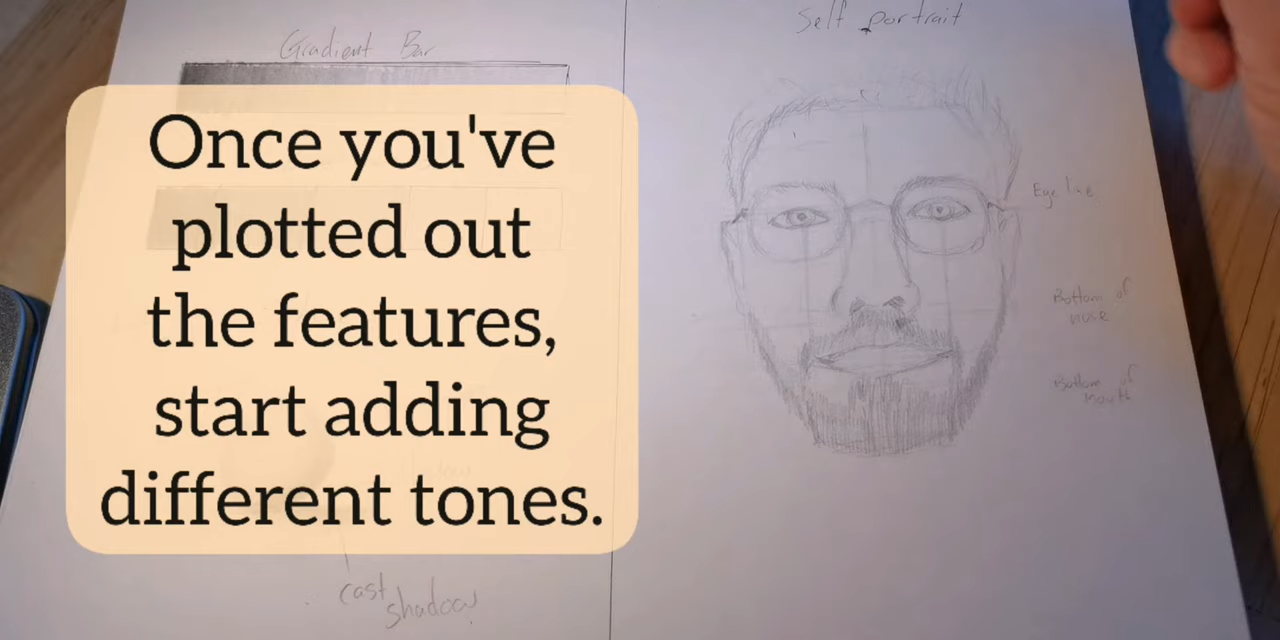 Gradient Bar
Self portrait
Once you've
plotted out
the features,
start adding
different tones.
Eye line
Bottom of
nose
Bottom of
Mouth
cast
shadow